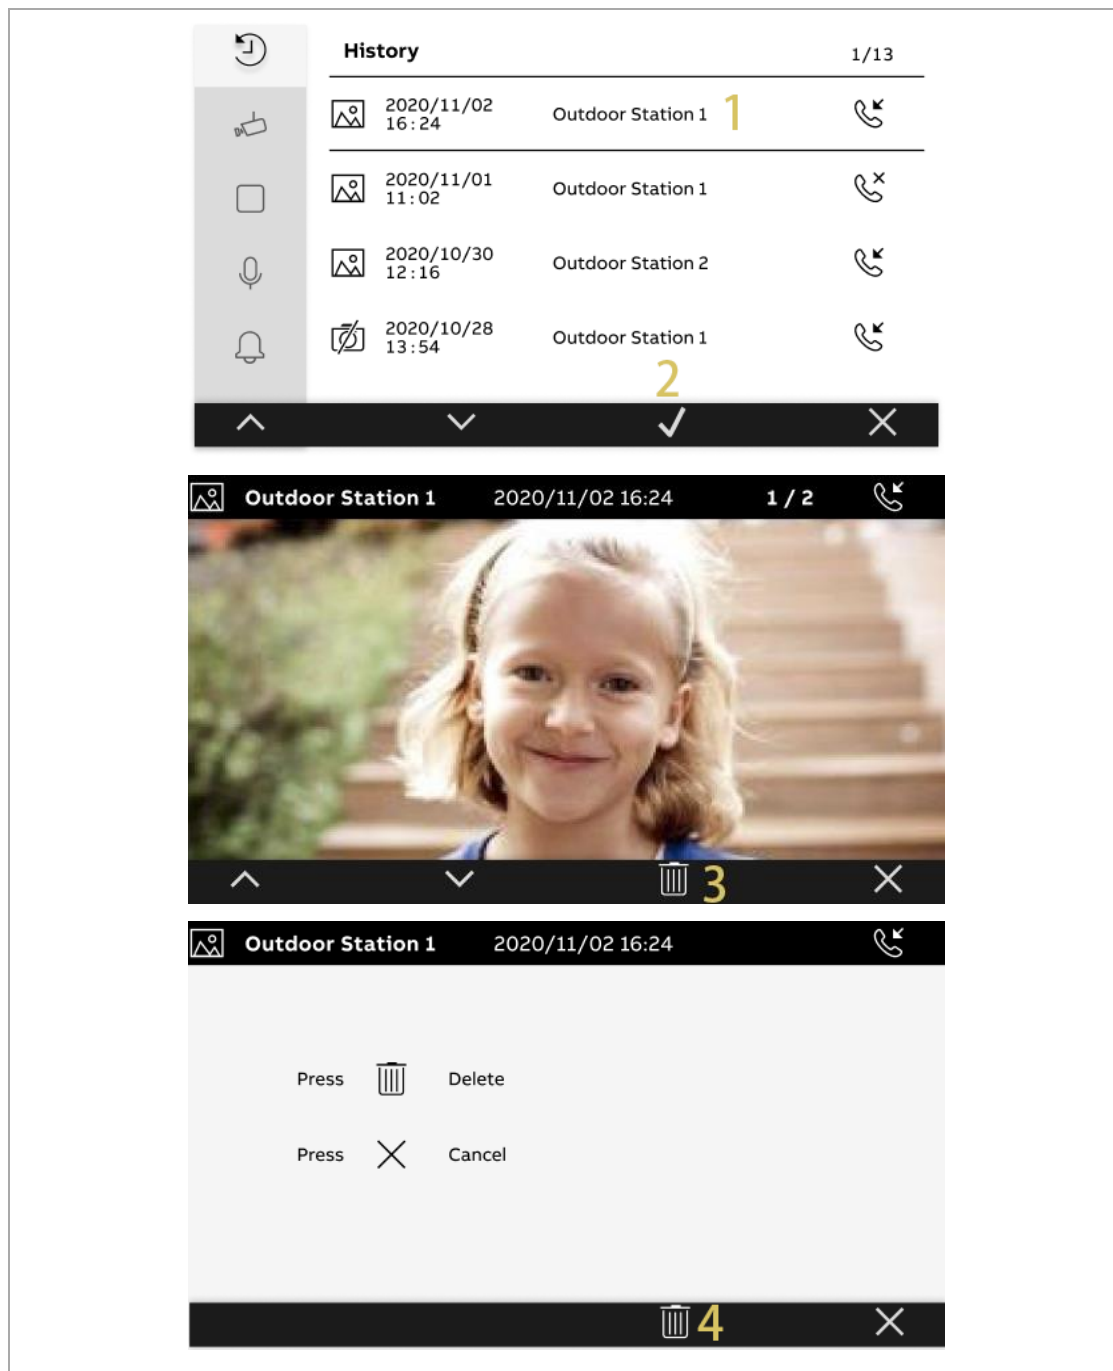 History 1/13
2020/11/02
16:24
Outdoor Station 1 1
2020/11/01
11:02
Outdoor Station 1
2020/10/30
12:16
Outdoor Station 2
2020/10/28
13:54
Outdoor Station 1
2
Outdoor Station 1 2020/11/02 16:24 1 / 2
3
Outdoor Station 1 2020/11/02 16:24
Press Delete
Press Cancel
4